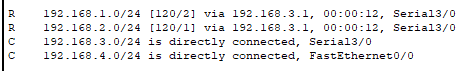 R 192.168.1.0/24 [120/2] via 192.168.3.1, 00:00:12, Serial3/0
R 192.168.2.0/24 [120/1] via 192.168.3.1, 00:00:12, Serial3/0
C 192.168.3.0/24 is directly connected, Serial3/0
C 192.168.4.0/24 is directly connected, FastEthernet0/0